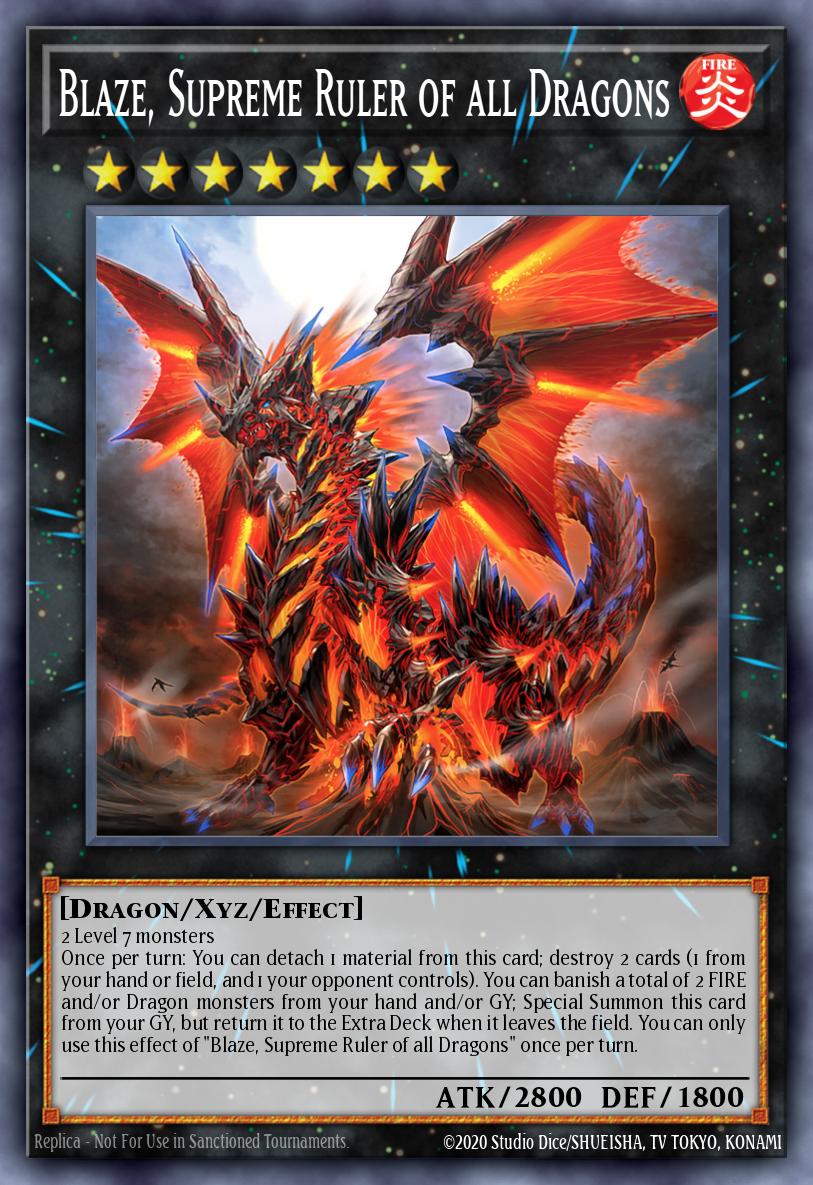 Blaze, Supreme Ruler of all Dragons
FIRE
炎
[Dragon/Xyz/Effect]
2 Level 7 monsters
Once per turn: You can detach 1 material from this card; destroy 2 cards (1 from
your hand or field, and 1 your opponent controls). You can banish a total of 2 FIRE
and/or Dragon monsters from your hand and/or GY; Special Summon this card
from your GY, but return it to the Extra Deck when it leaves the field. You can only
use this effect of "Blaze, Supreme Ruler of all Dragons" once per turn.
ATK/2800 DEF/1800
Replica - Not For Use in Sanctioned Tournaments.
©2020 Studio Dice/SHUEISHA, TV TOKYO, KONAMI